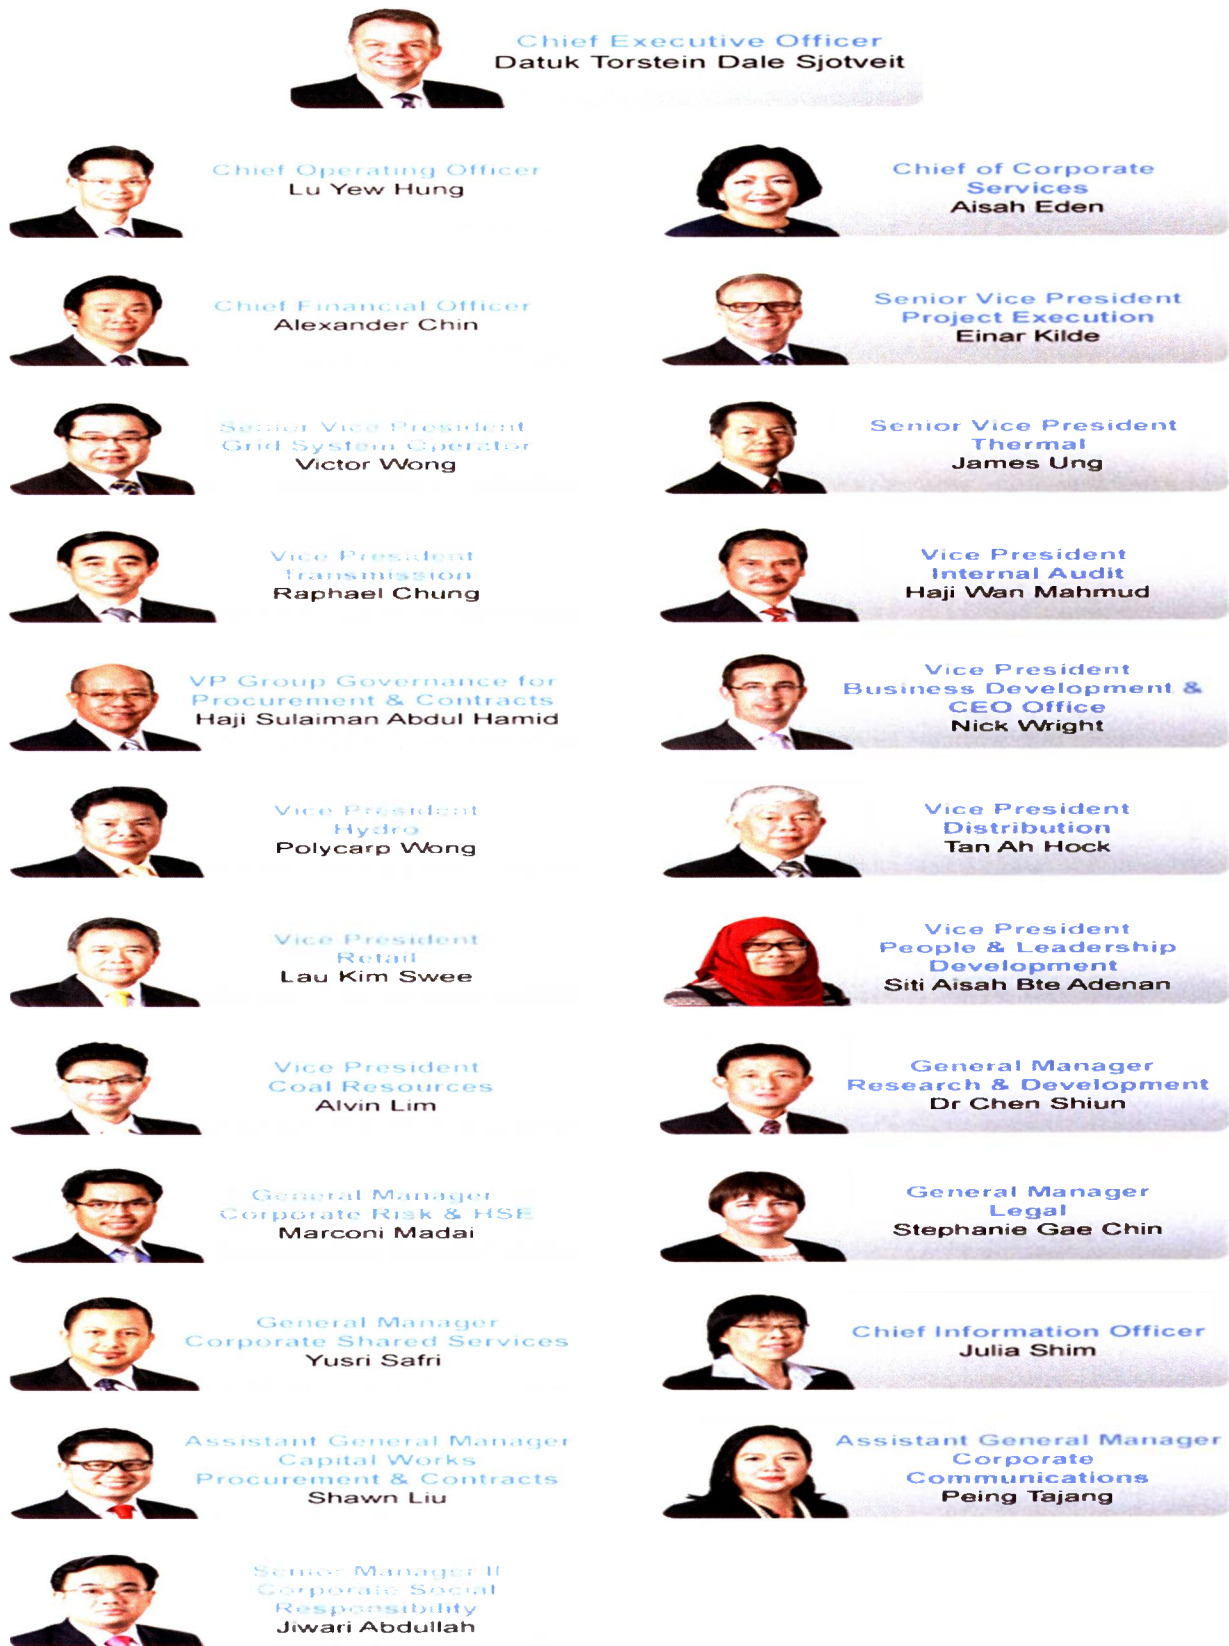 Chief Executive Officer
Datuk Torstein Dale Sjotveit
Chief Operating Officer
Lu Yew Hung
Chief of Corporate
Services
Aisah Eden
Chief Financial Officer
Alexander Chin
Senior Vice President
Project Execution
Einar Kilde
Senior Vice President
Grid System Operator
Victor Wong
Senior Vice President
Thermal
James Ung
Vice President
Transmission
Raphael Chung
Vice President
Internal Audit
Haji Wan Mahmud
VP Group Governance for
Procurement & Contracts
Haji Sulaiman Abdul Hamid
Vice President
Business Development &
CEO Office
Nick Wright
Vice President
Hydro
Polycarp Wong
Vice President
Distribution
Tan Ah Hock
Vice President
Retail
Lau Kim Swee
Vice President
People & Leadership
Development
Siti Aisah Bte Adenan
Vice President
Coal Resources
Alvin Lim
General Manager
Research & Development
Dr Chen Shiun
General Manager
Corporate Risk & HSE
Marconi Madai
General Manager
Legal
Stephanie Gae Chin
General Manager
Corporate Shared Services
Yusri Safri
Chief Information Officer
Julia Shim
Assistant General Manager
Capital Works
Procurement & Contracts
Shawn Liu
Assistant General Manager
Corporate
Communications
Peing Tajang
Senior Manager II
Corporate Social
Responsibility
Jiwari Abdullah